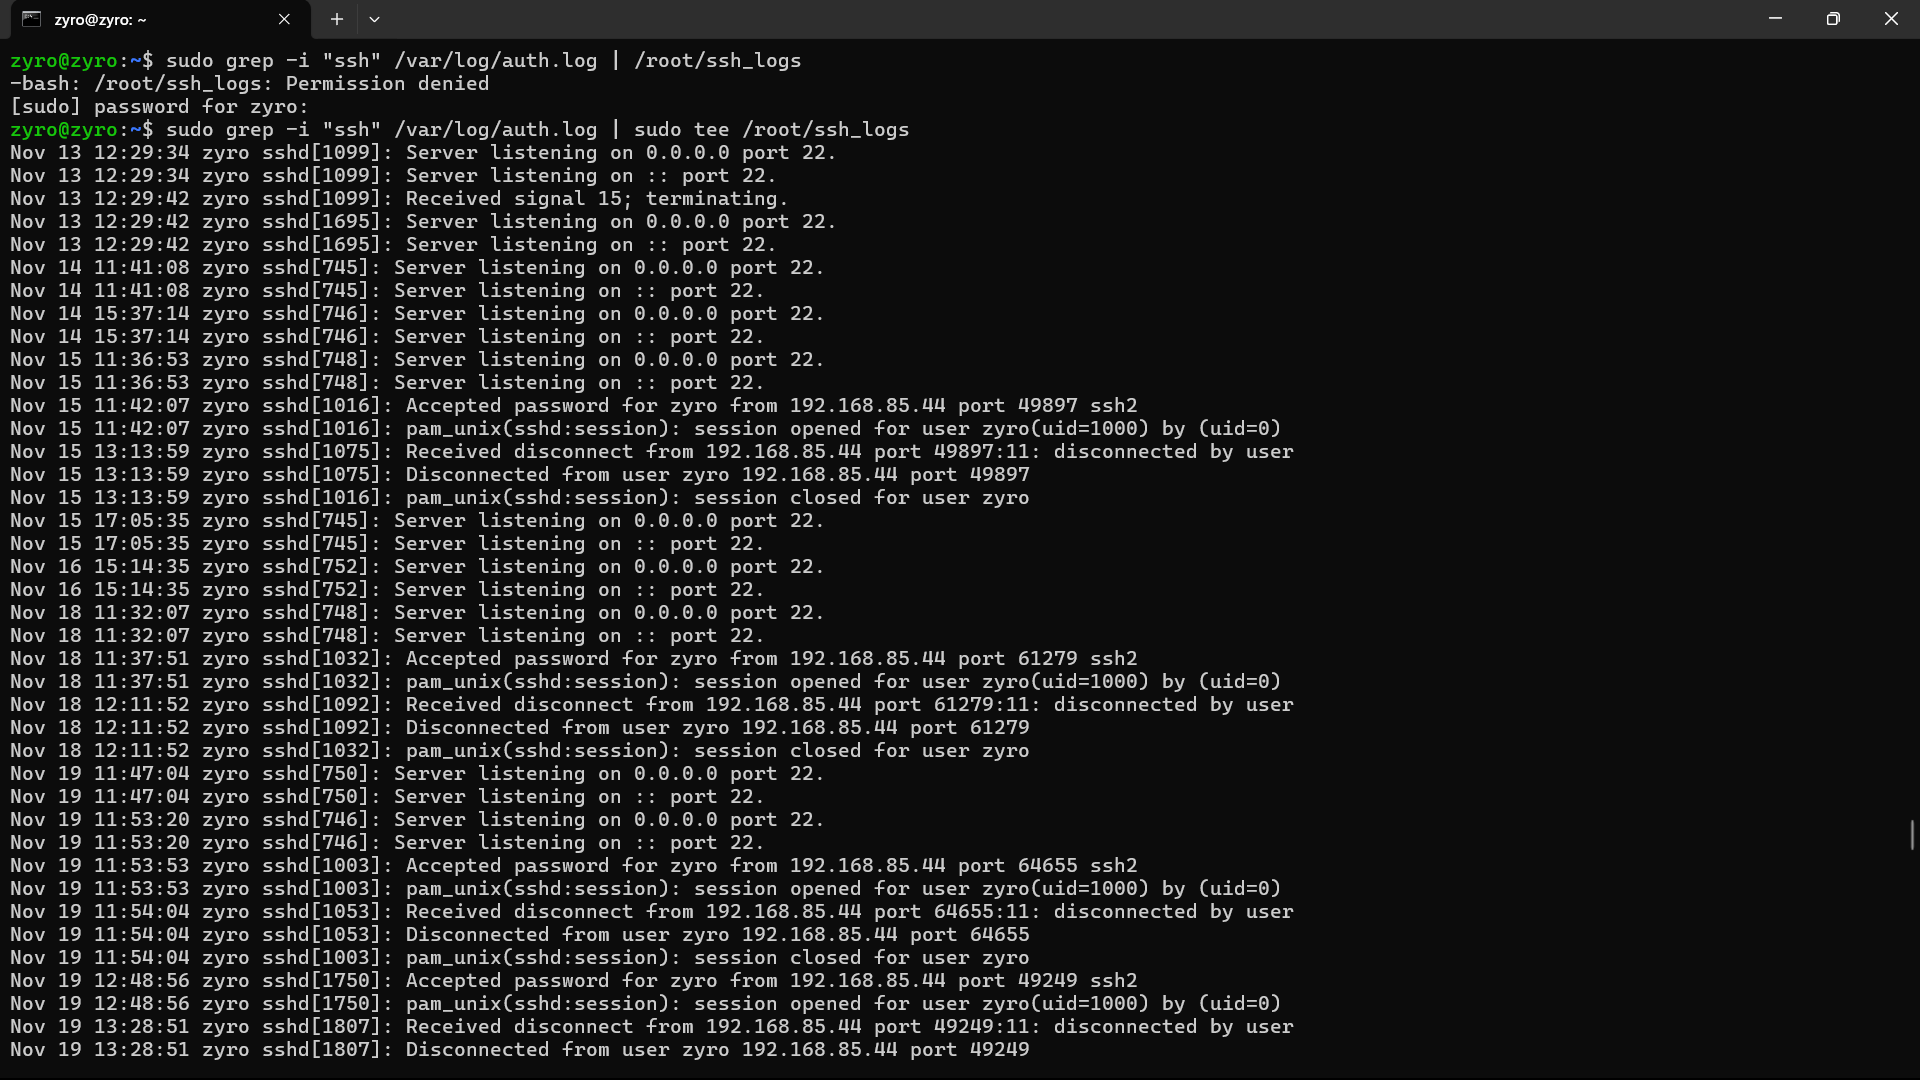 zyro@zyro: ~
zyro@zyro:~$ sudo grep -i "ssh" /var/log/auth.log | /root/ssh_logs
-bash: /root/ssh_logs: Permission denied
[sudo] password for zyro:
zyro@zyro:~$ sudo grep -i "ssh" /var/log/auth.log | sudo tee /root/ssh_logs
Nov 13 12:29:34 zyro sshd[1099]: Server listening on 0.0.0.0 port 22.
Nov 13 12:29:34 zyro sshd[1099]: Server listening on :: port 22.
Nov 13 12:29:42 zyro sshd[1099]: Received signal 15; terminating.
Nov 13 12:29:42 zyro sshd[1695]: Server listening on 0.0.0.0 port 22.
Nov 13 12:29:42 zyro sshd[1695]: Server listening on :: port 22.
Nov 14 11:41:08 zyro sshd[745]: Server listening on 0.0.0.0 port 22.
Nov 14 11:41:08 zyro sshd[745]: Server listening on :: port 22.
Nov 14 15:37:14 zyro sshd[746]: Server listening on 0.0.0.0 port 22.
Nov 14 15:37:14 zyro sshd[746]: Server listening on :: port 22.
Nov 15 11:36:53 zyro sshd[748]: Server listening on 0.0.0.0 port 22.
Nov 15 11:36:53 zyro sshd[748]: Server listening on :: port 22.
Nov 15 11:42:07 zyro sshd[1016]: Accepted password for zyro from 192.168.85.44 port 49897 ssh2
Nov 15 11:42:07 zyro sshd[1016]: pam_unix(sshd:session): session opened for user zyro(uid=1000) by (uid=0)
Nov 15 13:13:59 zyro sshd[1075]: Received disconnect from 192.168.85.44 port 49897:11: disconnected by user
Nov 15 13:13:59 zyro sshd[1075]: Disconnected from user zyro 192.168.85.44 port 49897
Nov 15 13:13:59 zyro sshd[1016]: pam_unix(sshd:session): session closed for user zyro
Nov 15 17:05:35 zyro sshd[745]: Server listening on 0.0.0.0 port 22.
Nov 15 17:05:35 zyro sshd[745]: Server listening on :: port 22.
Nov 16 15:14:35 zyro sshd[752]: Server listening on 0.0.0.0 port 22.
Nov 16 15:14:35 zyro sshd[752]: Server listening on :: port 22.
Nov 18 11:32:07 zyro sshd[748]: Server listening on 0.0.0.0 port 22.
Nov 18 11:32:07 zyro sshd[748]: Server listening on :: port 22.
Nov 18 11:37:51 zyro sshd[1032]: Accepted password for zyro from 192.168.85.44 port 61279 ssh2
Nov 18 11:37:51 zyro sshd[1032]: pam_unix(sshd:session): session opened for user zyro(uid=1000) by (uid=0)
Nov 18 12:11:52 zyro sshd[1092]: Received disconnect from 192.168.85.44 port 61279:11: disconnected by user
Nov 18 12:11:52 zyro sshd[1092]: Disconnected from user zyro 192.168.85.44 port 61279
Nov 18 12:11:52 zyro sshd[1032]: pam_unix(sshd:session): session closed for user zyro
Nov 19 11:47:04 zyro sshd[750]: Server listening on 0.0.0.0 port 22.
Nov 19 11:47:04 zyro sshd[750]: Server listening on :: port 22.
Nov 19 11:53:20 zyro sshd[746]: Server listening on 0.0.0.0 port 22.
Nov 19 11:53:20 zyro sshd[746]: Server listening on :: port 22.
Nov 19 11:53:53 zyro sshd[1003]: Accepted password for zyro from 192.168.85.44 port 64655 ssh2
Nov 19 11:53:53 zyro sshd[1003]: pam_unix(sshd:session): session opened for user zyro(uid=1000) by (uid=0)
Nov 19 11:54:04 zyro sshd[1053]: Received disconnect from 192.168.85.44 port 64655:11: disconnected by user
Nov 19 11:54:04 zyro sshd[1053]: Disconnected from user zyro 192.168.85.44 port 64655
Nov 19 11:54:04 zyro sshd[1003]: pam_unix(sshd:session): session closed for user zyro
Nov 19 12:48:56 zyro sshd[1750]: Accepted password for zyro from 192.168.85.44 port 49249 ssh2
Nov 19 12:48:56 zyro sshd[1750]: pam_unix(sshd:session): session opened for user zyro(uid=1000) by (uid=0)
Nov 19 13:28:51 zyro sshd[1807]: Received disconnect from 192.168.85.44 port 49249:11: disconnected by user
Nov 19 13:28:51 zyro sshd[1807]: Disconnected from user zyro 192.168.85.44 port 49249